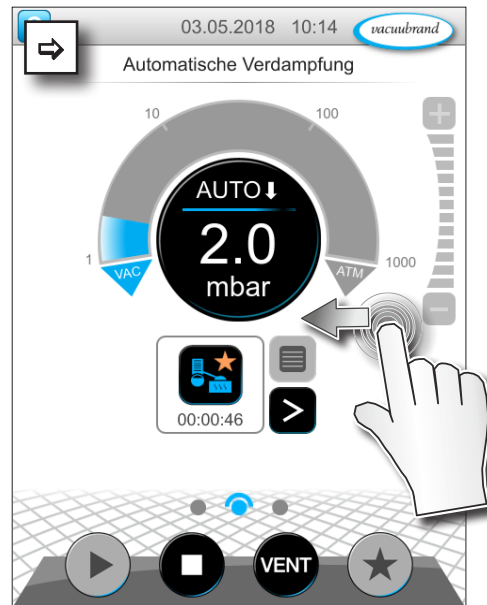 03.05.2018 10:14 vacuubrand
Automatische Verdampfung
10 100
AUTO
2.0
mbar
1 1000
VAC ATM
00:00:46
VENT